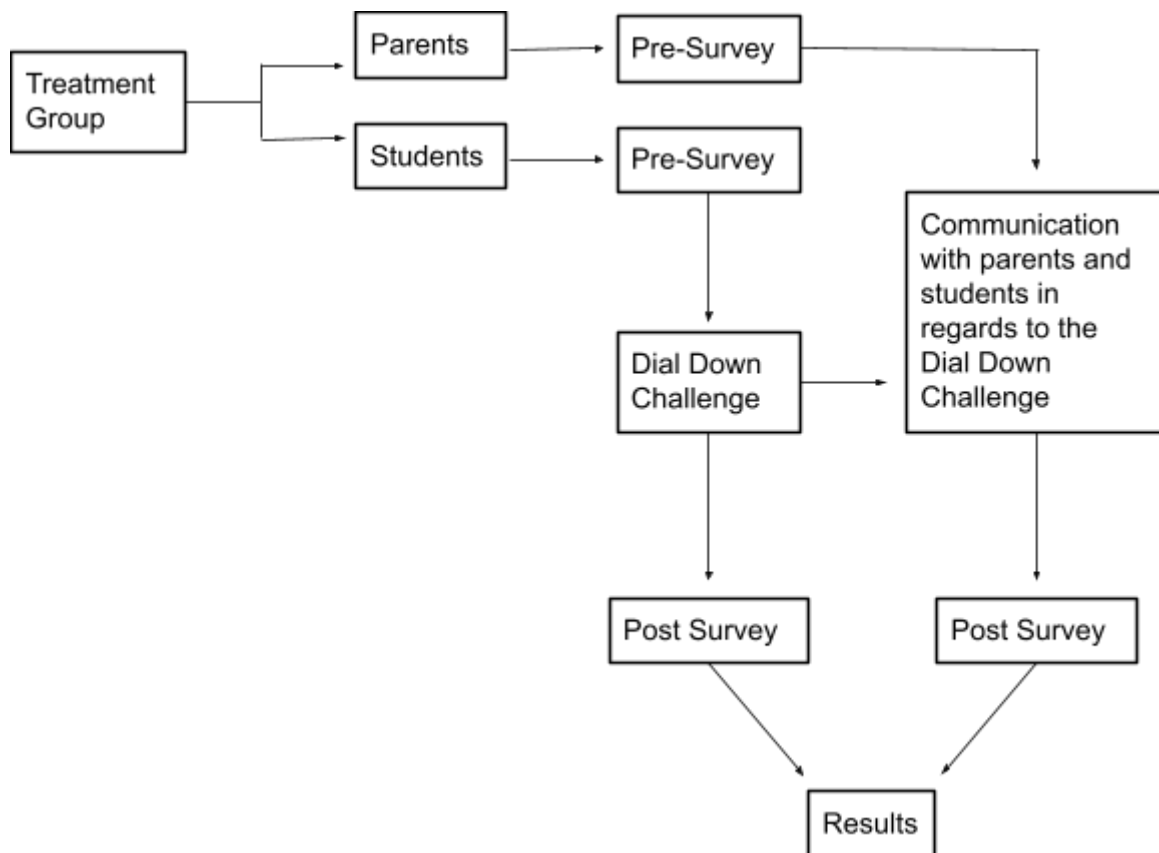 Treatment
Group
Parents
Pre-Survey
Students
Pre-Survey
Communication
with parents and
students in
regards to the
Dial Down
Challenge
Dial Down
Challenge
Post Survey
Post Survey
Results